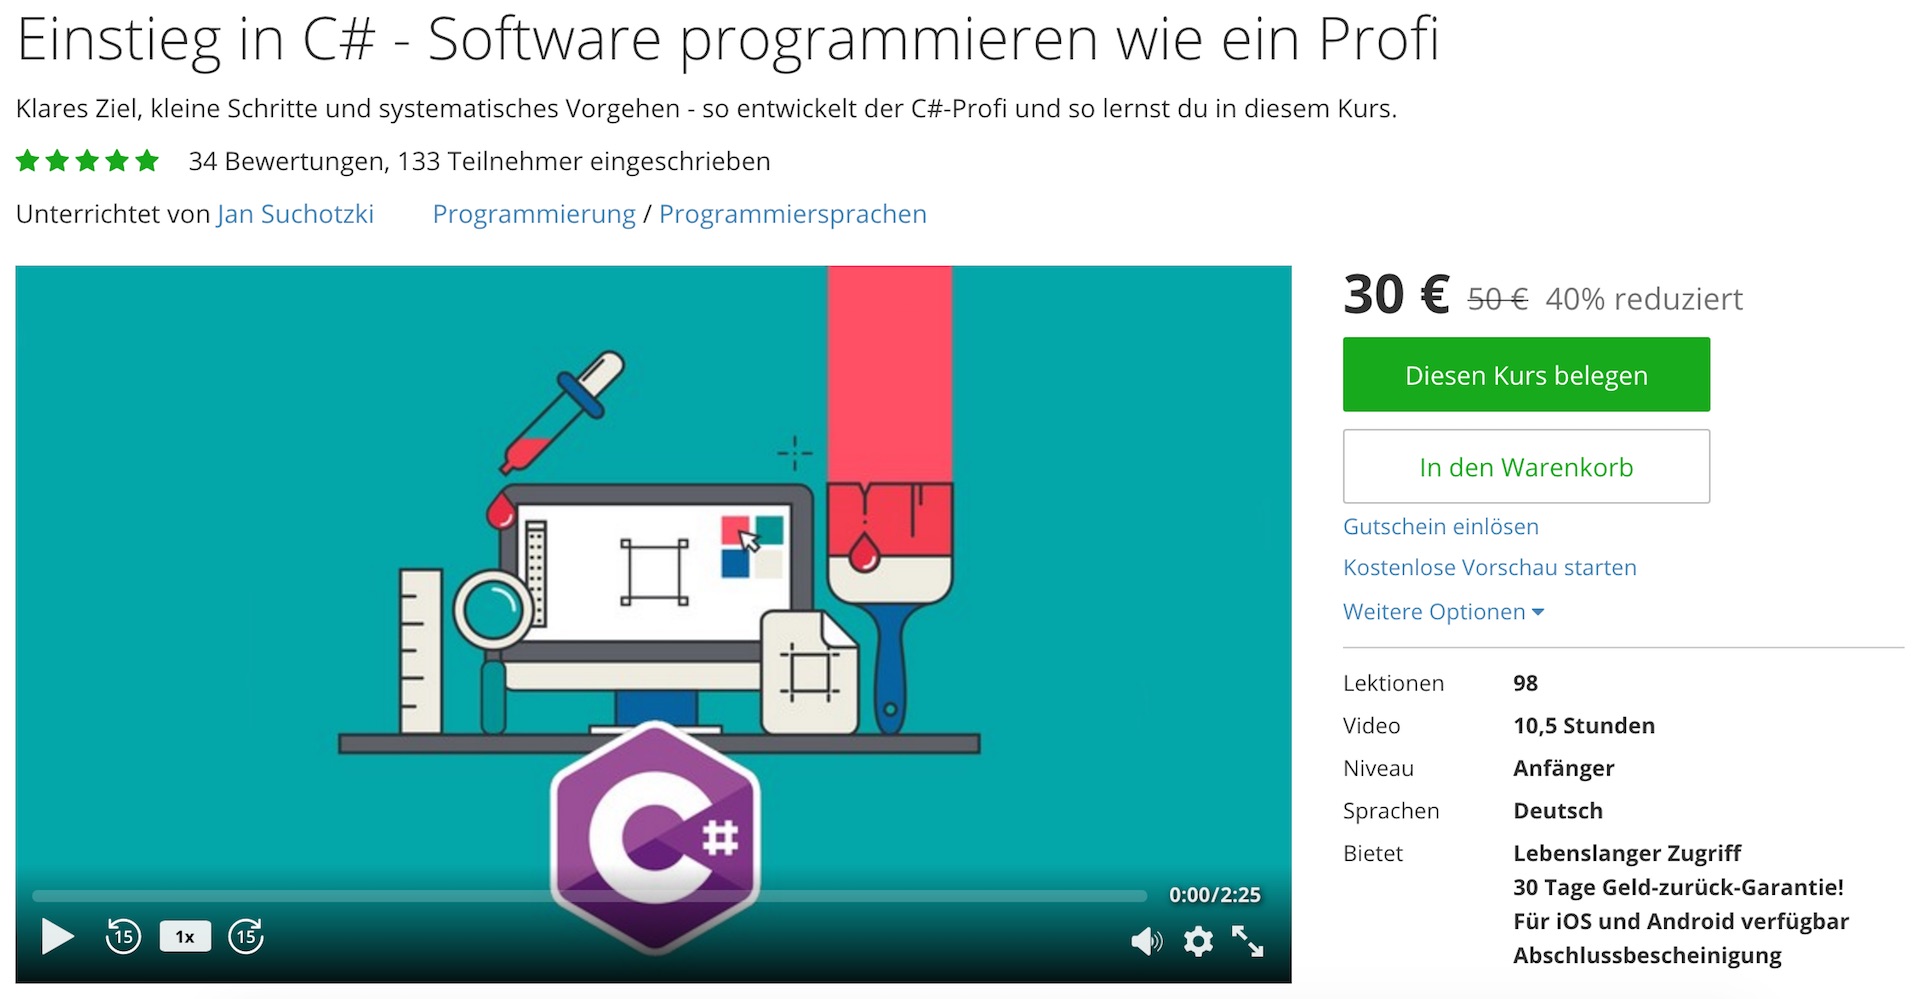 Einstieg in C# - Software programmieren wie ein Profi
Klares Ziel, kleine Schritte und systematisches Vorgehen - so entwickelt der C#-Profi und so lernst du in diesem Kurs.
34 Bewertungen, 133 Teilnehmer eingeschrieben
Unterrichtet von Jan Suchotzki Programmierung / Programmiersprachen
C#
0:00/2:25
15 1x 15
30 € 50 € 40% reduziert
Diesen Kurs belegen
In den Warenkorb
Gutschein einlösen
Kostenlose Vorschau starten
Weitere Optionen
Lektionen 98
Video 10,5 Stunden
Niveau Anfänger
Sprachen Deutsch
Bietet Lebenslanger Zugriff
30 Tage Geld-zurück-Garantie!
Für iOS und Android verfügbar
Abschlussbescheinigung